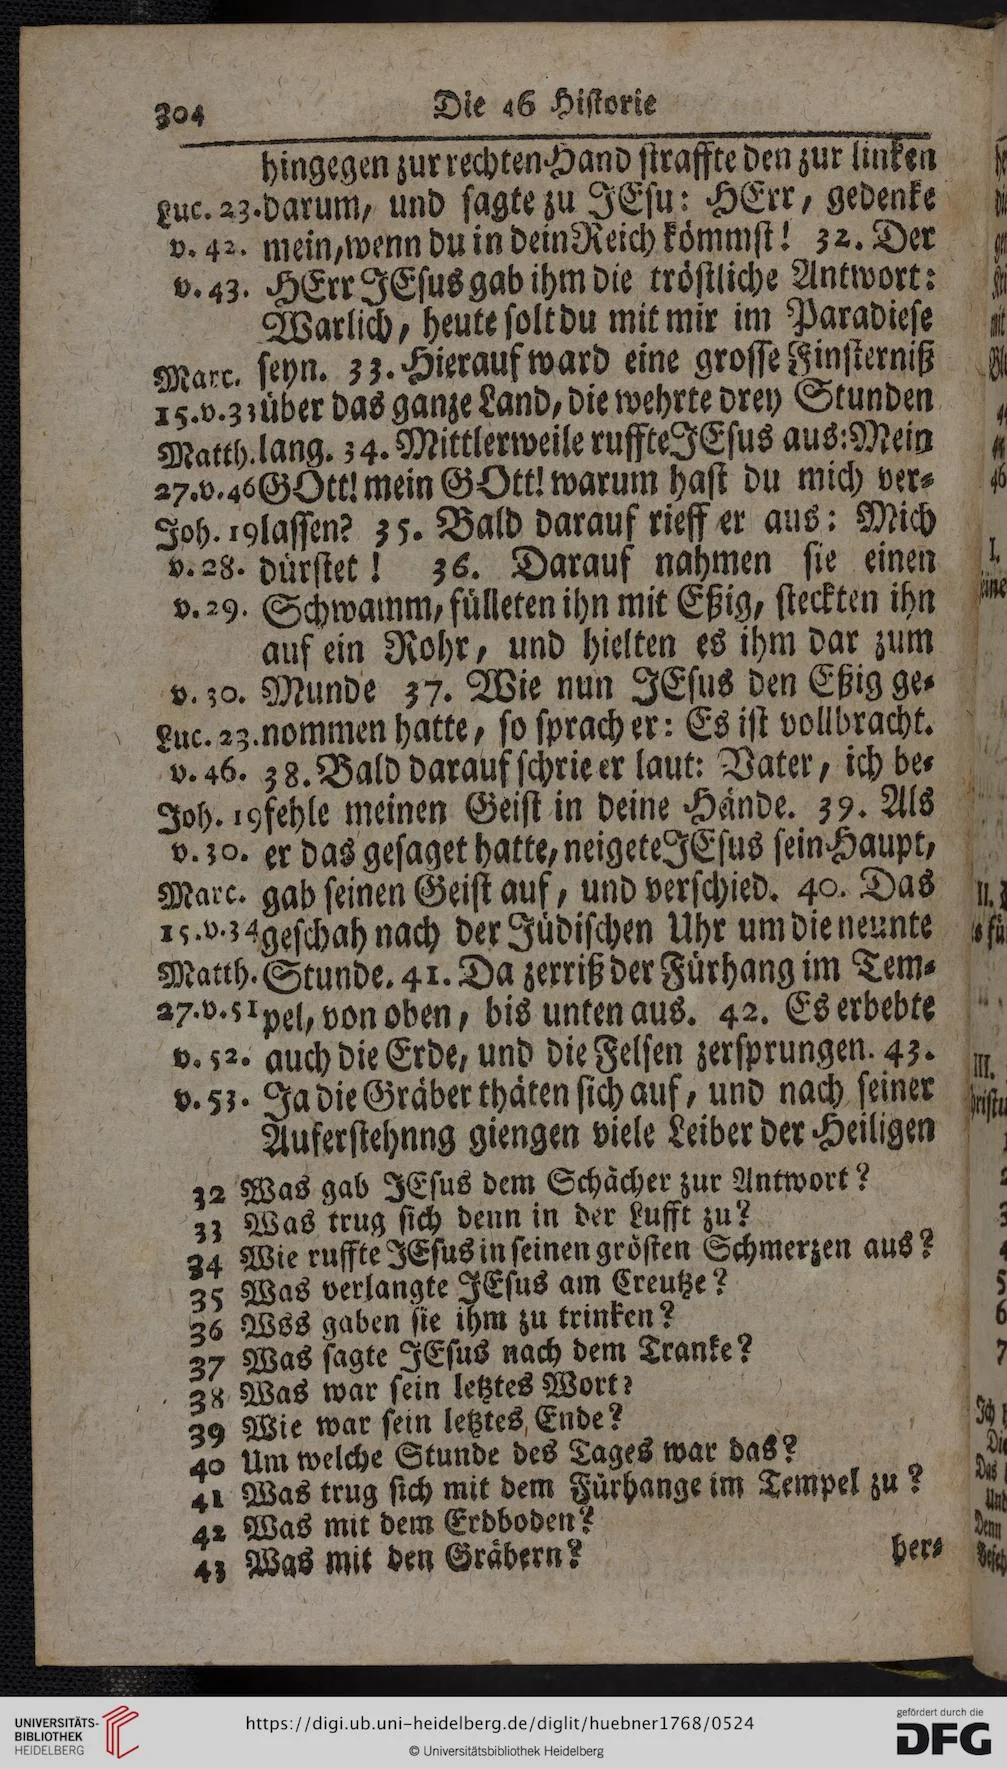 304 Die 46 Historie
hingegen zur rechten Hand straffte den zur linken
Luc. 23. darum, und sagte zu JEsu: HErr, gedenke
v. 42. mein, wenn du in dein Reich kömmst! 32. Der
v. 43. HErr JEsus gab ihm die tröstliche Antwort:
Warlich, heute solt du mit mir im Paradiese
Marc. seyn. 33. Hierauf ward eine grosse Finsterniß
15. v. 33 über das ganze Land, die wehrte drey Stunden
Matth. lang. 34. Mittlerweile ruffte JEsus aus: Mein
27. v. 46 GOtt! mein GOtt! warum hast du mich ver-
Joh. 19 lassen? 35. Bald darauf rieff er aus: Mich
v. 28. dürstet! 36. Darauf nahmen sie einen
v. 29. Schwamm, fülleten ihn mit Eßig, steckten ihn
auf ein Rohr, und hielten es ihm dar zum
v. 30. Munde 37. Wie nun JEsus den Eßig ge-
Luc. 23. nommen hatte, so sprach er: Es ist vollbracht.
v. 46. 38. Bald darauf schrie er laut: Vater, ich be-
Joh. 19 fehle meinen Geist in deine Hände. 39. Als
v. 30. er das gesaget hatte, neigete JEsus sein Haupt,
Marc. gab seinen Geist auf, und verschied. 40. Das
15. v. 34 geschah nach der Jüdischen Uhr um die neunte
Matth. Stunde. 41. Da zerriß der Fürhang im Tem-
27. v. 51 pel, von oben, bis unten aus. 42. Es erbebte
v. 52. auch die Erde, und die Felsen zersprungen. 43.
v. 53. Ja die Gräber thäten sich auf, und nach seiner
Auferstehnng giengen viele Leiber der Heiligen
32 Was gab JEsus dem Schächer zur Antwort?
33 Was trug sich denn in der Lufft zu?
34 Wie ruffte JEsus in seinen grösten Schmerzen aus?
35 Was verlangte JEsus am Creutze?
36 Wss gaben sie ihm zu trinken?
37 Was sagte JEsus nach dem Tranke?
38 Was war sein letztes Wort?
39 Wie war sein letztes Ende?
40 Um welche Stunde des Tages war das?
41 Was trug sich mit dem Fürhange im Tempel zu?
42 Was mit dem Erdboden?
43 Was mit den Gräbern?
her-
UNIVERSITÄTS-
BIBLIOTHEK
HEIDELBERG
https://digi.ub.uni-heidelberg.de/diglit/huebner1768/0524
© Universitätsbibliothek Heidelberg
gefördert durch die
DFG